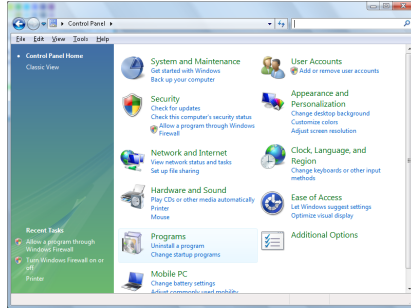 Control Panel
File Edit View Tools Help
Control Panel Home
Classic View
Recent Tasks
Allow a program through
Windows Firewall
Turn Windows Firewall on or
off
Printer
System and Maintenance
Get started with Windows
Back up your computer
Security
Check for updates
Check this computer's security status
Allow a program through Windows
Firewall
Network and Internet
View network status and tasks
Set up file sharing
Hardware and Sound
Play CDs or other media automatically
Printer
Mouse
Programs
Uninstall a program
Change startup programs
Mobile PC
Change battery settings
Adjust commonly used mobility
User Accounts
Add or remove user accounts
Appearance and
Personalization
Change desktop background
Customize colors
Adjust screen resolution
Clock, Language, and
Region
Change keyboards or other input
methods
Ease of Access
Let Windows suggest settings
Optimize visual display
Additional Options